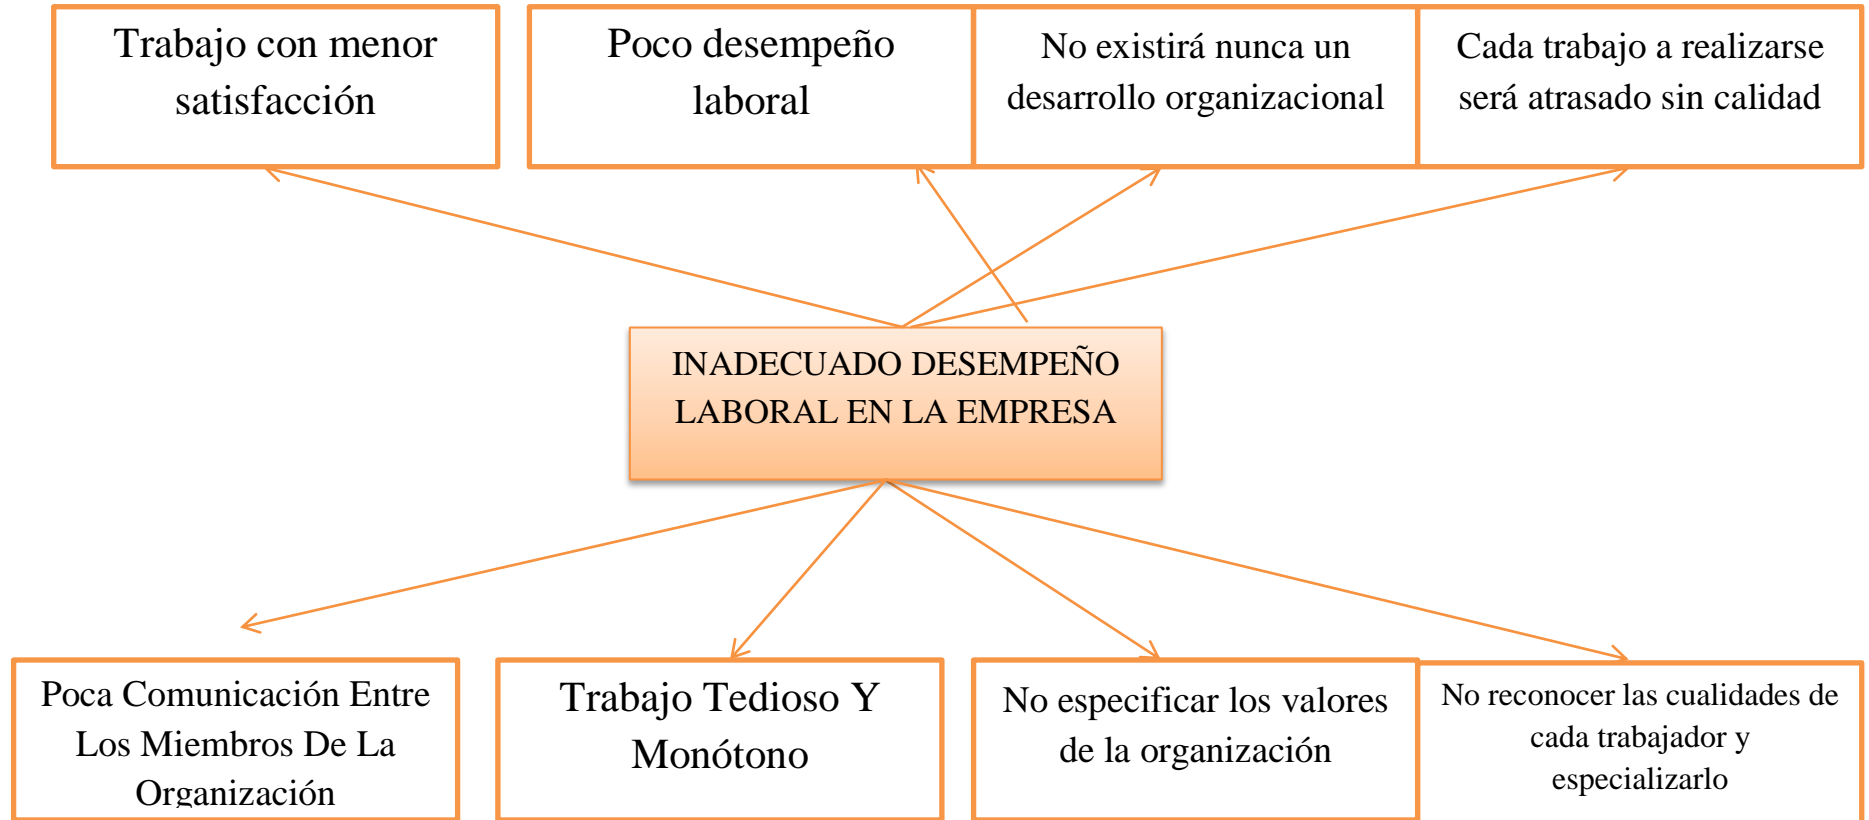 Trabajo con menor
satisfacción
Poco desempeño
laboral
No existirá nunca un
desarrollo organizacional
Cada trabajo a realizarse
será atrasado sin calidad
INADECUADO DESEMPEÑO
LABORAL EN LA EMPRESA
Poca Comunicación Entre
Los Miembros De La
Organización
Trabajo Tedioso Y
Monótono
No especificar los valores
de la organización
No reconocer las cualidades de
cada trabajador y
especializarlo